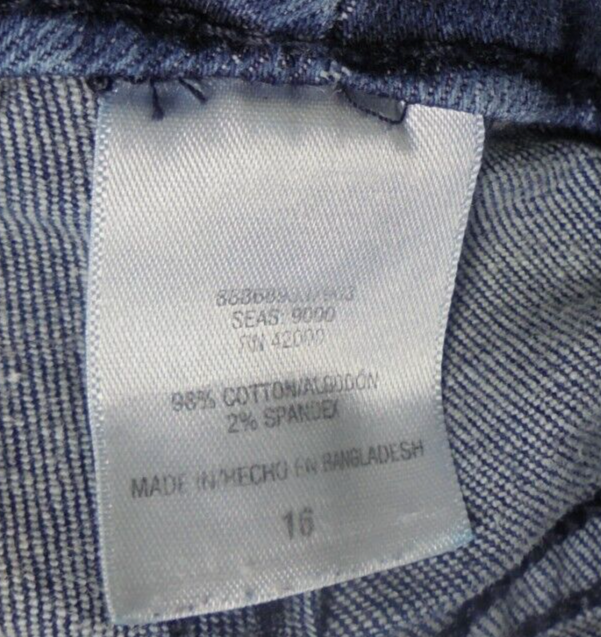 SEAS: 9000
RN 42000
98% COTTON/ALGODÓN
2% SPANDEX
MADE IN/HECHO EN BANGLADESH
16